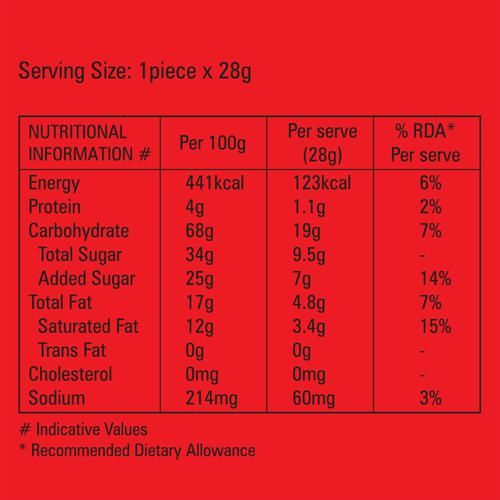 Serving Size: 1piece x 28g
NUTRITIONAL INFORMATION # Per 100g Per serve (28g) % RDA* Per serve
Energy 441kcal 123kcal 6%
Protein 4g 1.1g 2%
Carbohydrate 68g 19g 7%
Total Sugar 34g 9.5g -
Added Sugar 25g 7g 14%
Total Fat 17g 4.8g 7%
Saturated Fat 12g 3.4g 15%
Trans Fat 0g 0g -
Cholesterol 0mg 0mg -
Sodium 214mg 60mg 3%
# Indicative Values
* Recommended Dietary Allowance